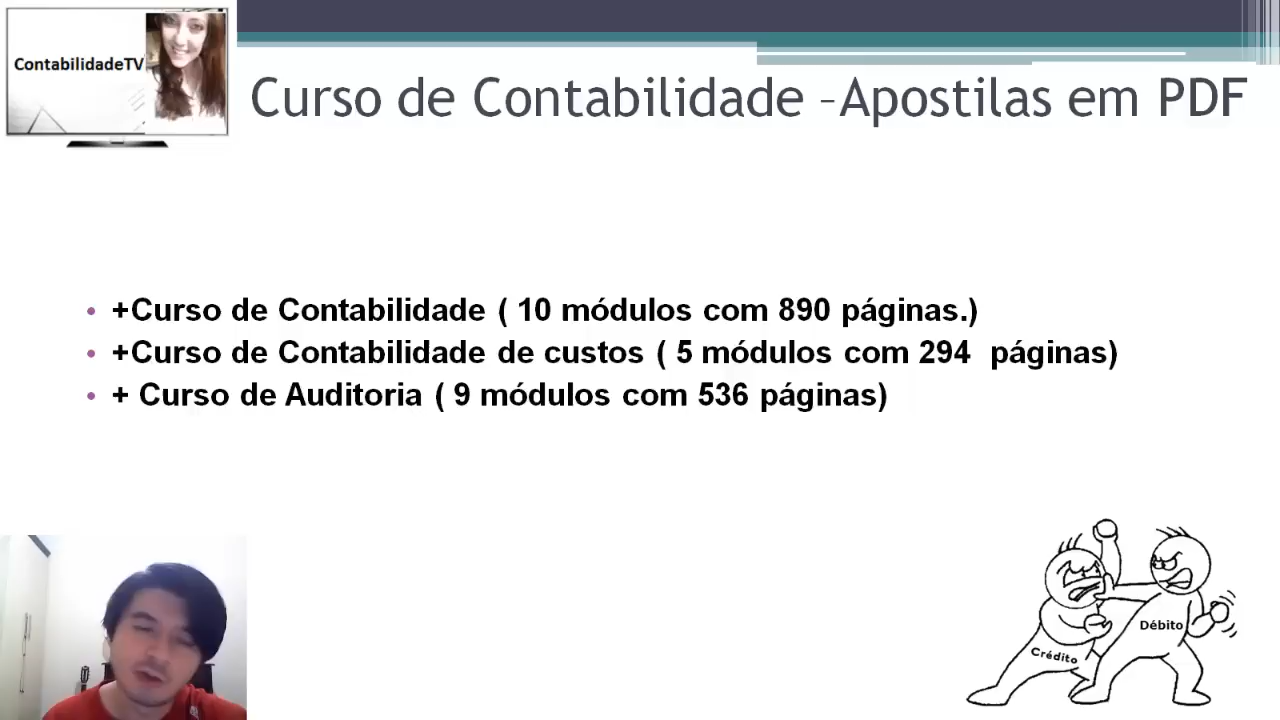 ContabilidadeTV
Curso de Contabilidade –Apostilas em PDF
+Curso de Contabilidade ( 10 módulos com 890 páginas.)
+Curso de Contabilidade de custos ( 5 módulos com 294 páginas)
+ Curso de Auditoria ( 9 módulos com 536 páginas)
Débito
Crédito